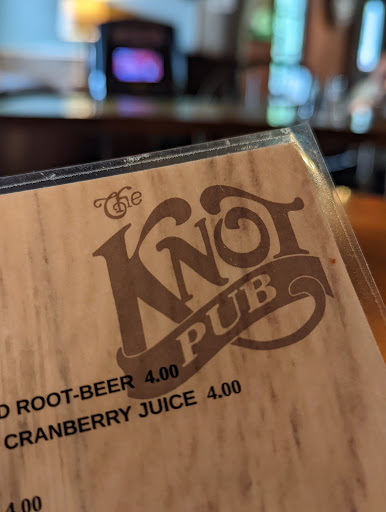 The
KNOT
PUB
D ROOT-BEER 4.00
CRANBERRY JUICE 4.00
4.00